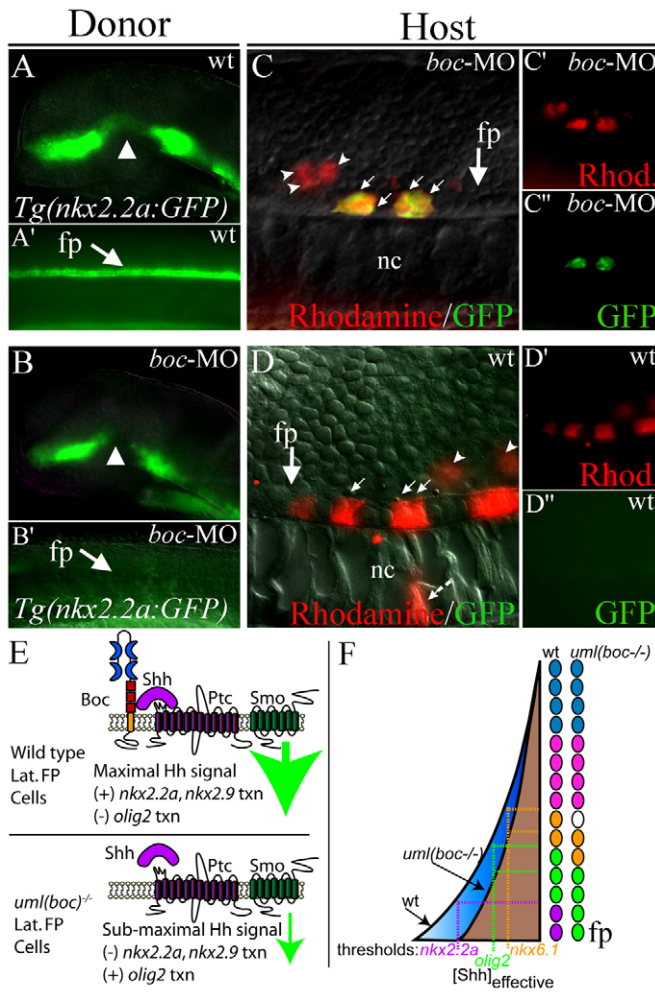 Donor
Host
A
wt
Tg(nkx2.2a:GFP)
A'
wt
fp
B
boc-MO
B'
boc-MO
fp
Tg(nkx2.2a:GFP)
C
boc-MO
fp
nc
Rhodamine/GFP
C' boc-MO
Rhod.
C" boc-MO
GFP
D
wt
fp
nc
Rhodamine/GFP
D' wt
Rhod.
D" wt
GFP
E
Shh
Boc
Ptc
Smo
Wild type
Lat. FP
Cells
Maximal Hh signal
(+) nkx2.2a, nkx2.9 txn
(-) olig2 txn
Shh
Ptc
Smo
uml(boc)-/-
Lat. FP
Cells
Sub-maximal Hh signal
(-) nkx2.2a, nkx2.9 txn
(+) olig2 txn
F
wt uml(boc-/-)
uml(boc-/-)
wt
fp
thresholds: nkx2.2a nkx6.1
olig2
[Shh]effective